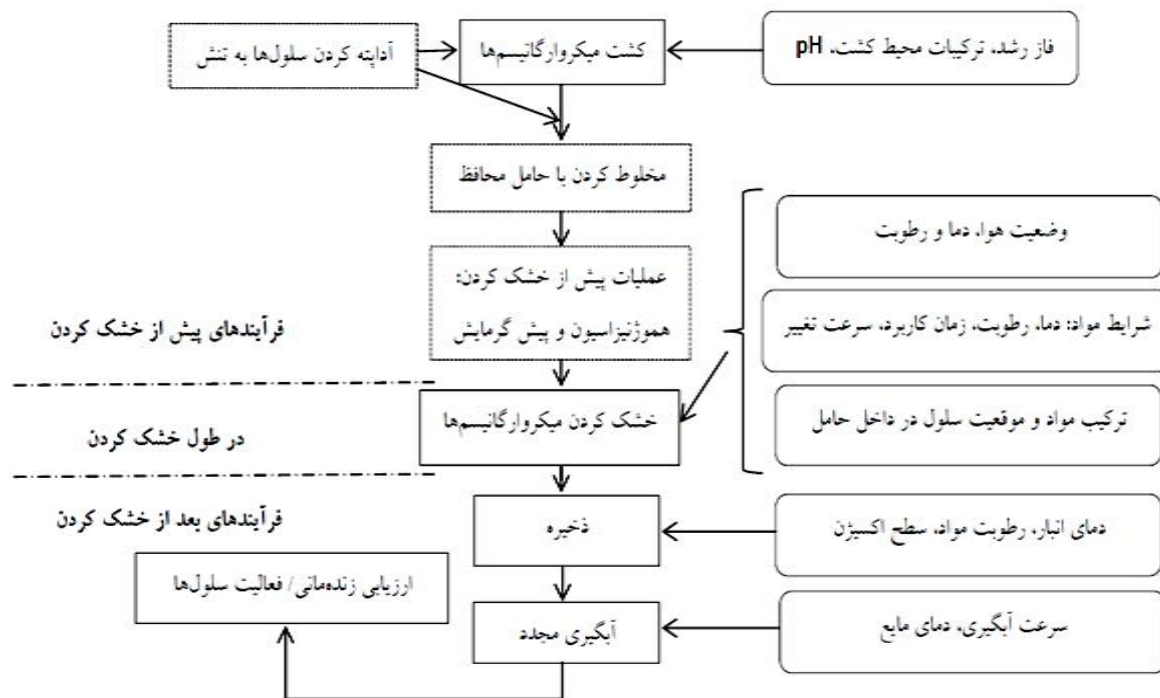 آداپته کردن سلول‌ها به تنش
کشت میکروارگانیسم‌ها
فاز رشد، ترکیبات محیط کشت، pH
مخلوط کردن با حامل محافظ
عملیات پیش از خشک کردن:
هموژنیزاسیون و پیش گرمایش
وضعیت هوا، دما و رطوبت
شرایط مواد: دما، رطوبت، زمان کاربرد، سرعت تغییر
ترکیب مواد و موقعیت سلول در داخل حامل
فرآیندهای پیش از خشک کردن
خشک کردن میکروارگانیسم‌ها
در طول خشک کردن
فرآیندهای بعد از خشک کردن
ذخیره
دمای انبار، رطوبت مواد، سطح اکسیژن
ارزیابی زنده‌مانی/ فعالیت سلول‌ها
آبگیری مجدد
سرعت آبگیری، دمای مایع